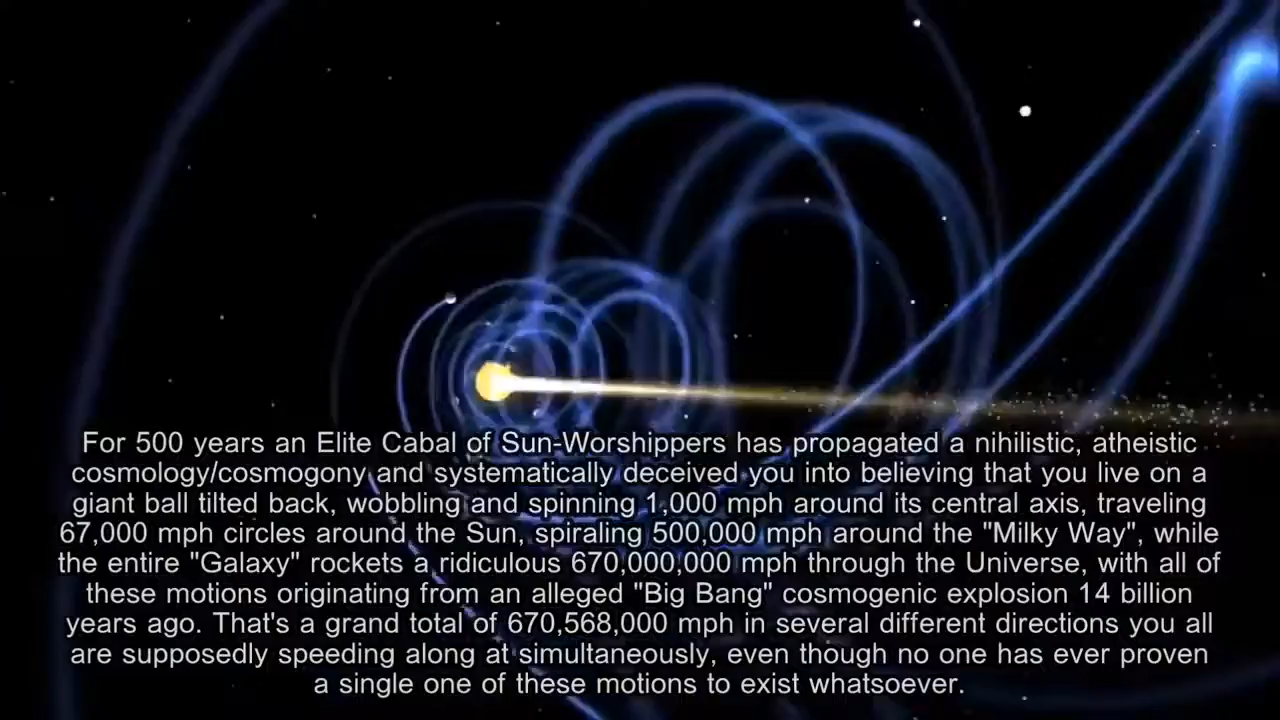 For 500 years an Elite Cabal of Sun-Worshippers has propagated a nihilistic, atheistic
cosmology/cosmogony and systematically deceived you into believing that you live on a
giant ball tilted back, wobbling and spinning 1,000 mph around its central axis, traveling
67,000 mph circles around the Sun, spiraling 500,000 mph around the "Milky Way", while
the entire "Galaxy" rockets a ridiculous 670,000,000 mph through the Universe, with all of
these motions originating from an alleged "Big Bang" cosmogenic explosion 14 billion
years ago. That's a grand total of 670,568,000 mph in several different directions you all
are supposedly speeding along at simultaneously, even though no one has ever proven
a single one of these motions to exist whatsoever.